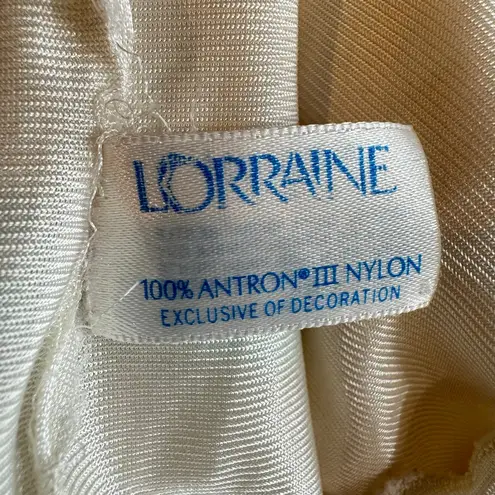 LORRAINE
100% ANTRON® III NYLON
EXCLUSIVE OF DECORATION